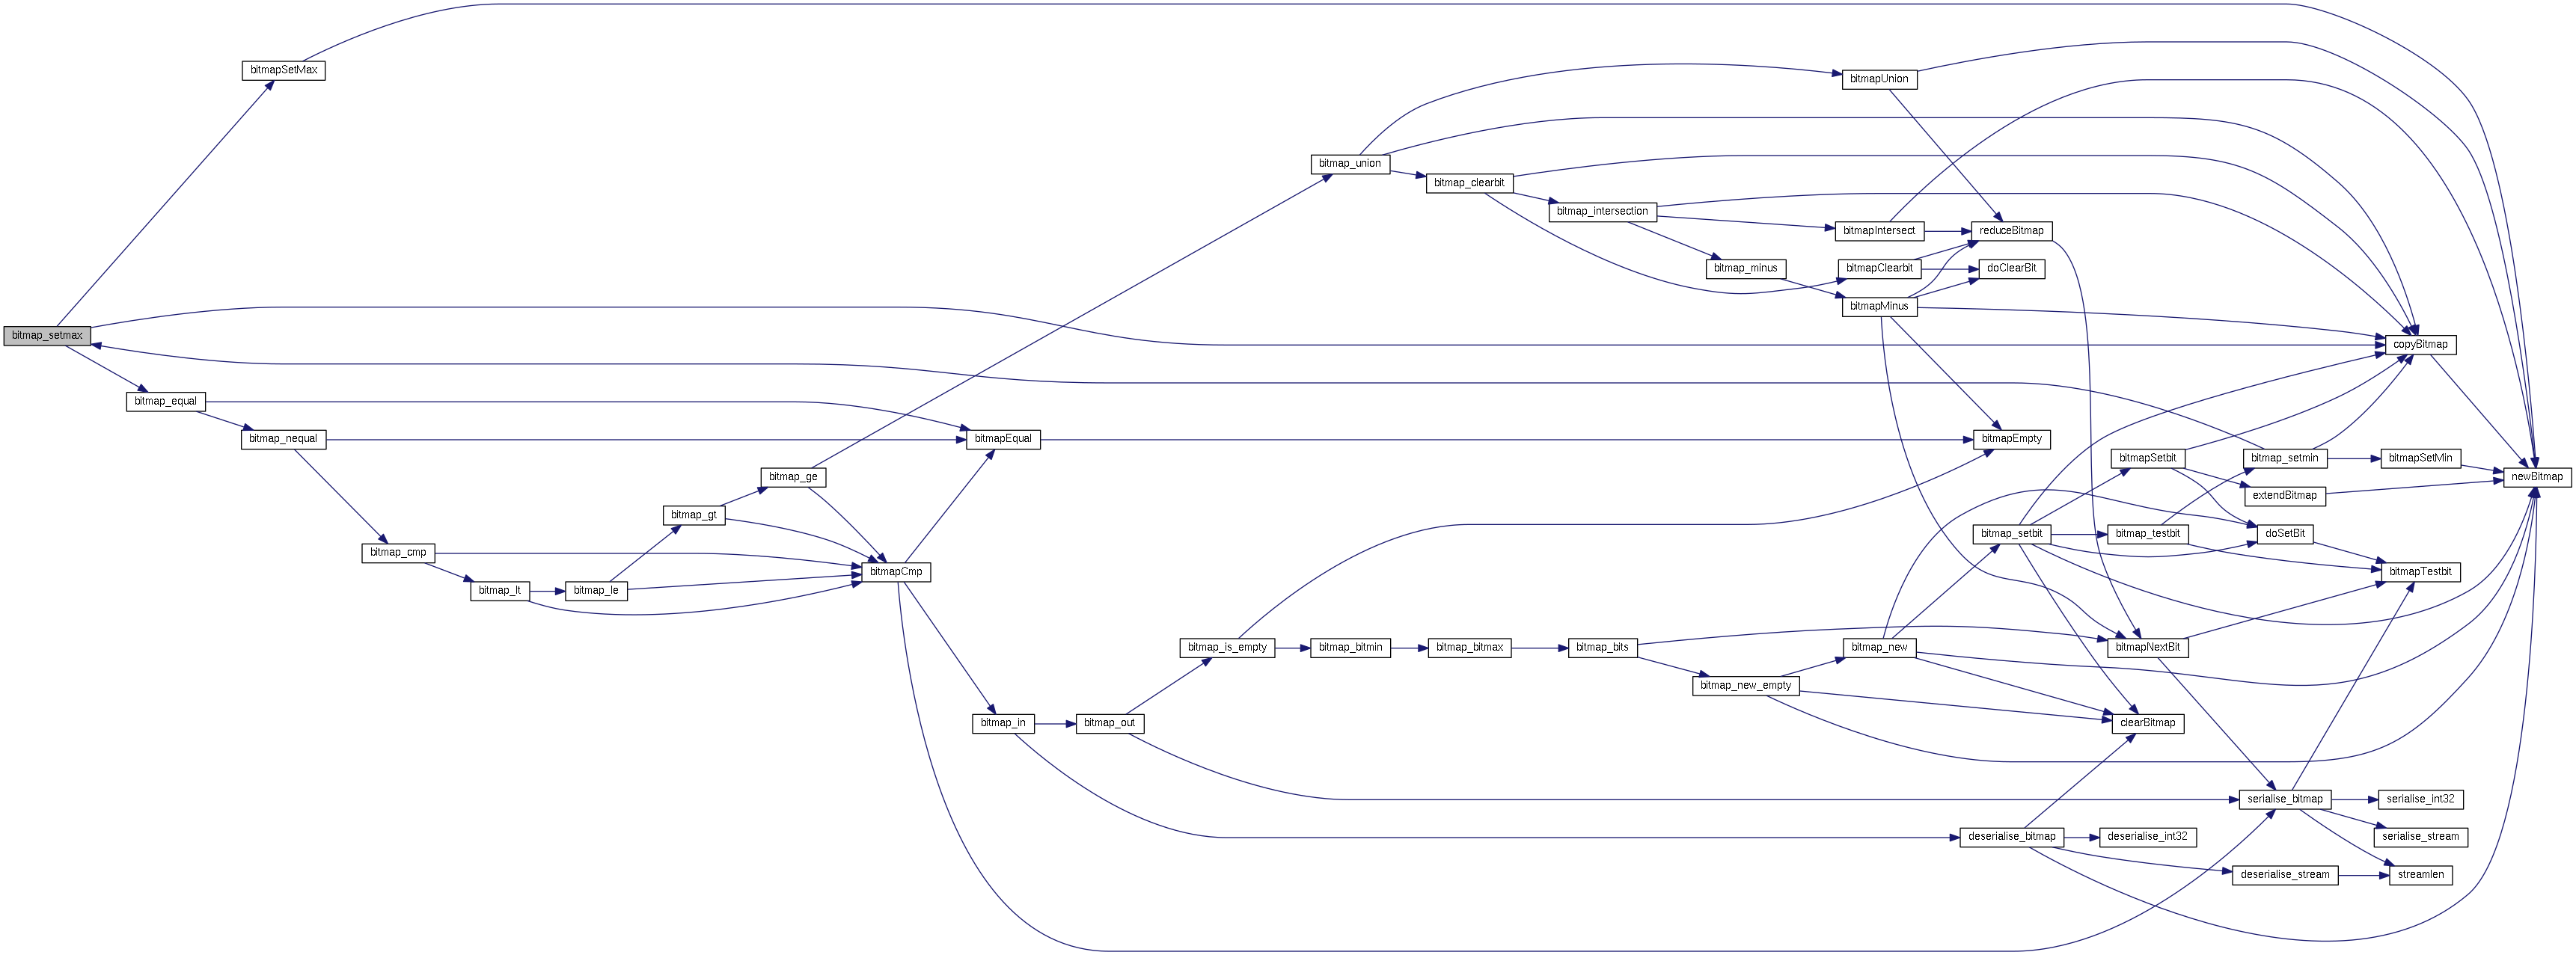 bitmapSetMax
bitmapUnion
bitmap_union
bitmap_clearbit
bitmap_intersection
bitmapIntersect
reduceBitmap
bitmap_minus
bitmapClearbit
doClearBit
bitmapMinus
bitmap_setmax
copyBitmap
bitmap_equal
bitmap_nequal
bitmapEqual
bitmapEmpty
bitmapSetbit
bitmap_setmin
bitmapSetMin
bitmap_ge
newBitmap
extendBitmap
bitmap_gt
bitmap_setbit
bitmap_testbit
doSetBit
bitmap_cmp
bitmapCmp
bitmapTestbit
bitmap_lt
bitmap_le
bitmap_is_empty
bitmap_bitmin
bitmap_bitmax
bitmap_bits
bitmap_new
bitmapNextBit
bitmap_new_empty
bitmap_in
bitmap_out
clearBitmap
serialise_bitmap
serialise_int32
deserialise_bitmap
deserialise_int32
serialise_stream
deserialise_stream
streamlen